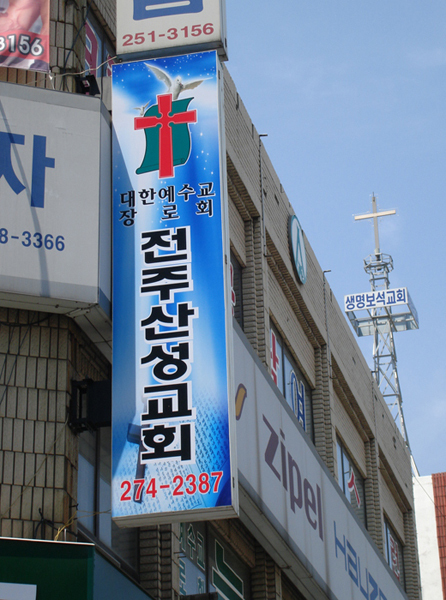 251-3156
3156
자
8-3366
대한예수교
장로회
전주산성교회
274-2387
생명보석교회
zipel